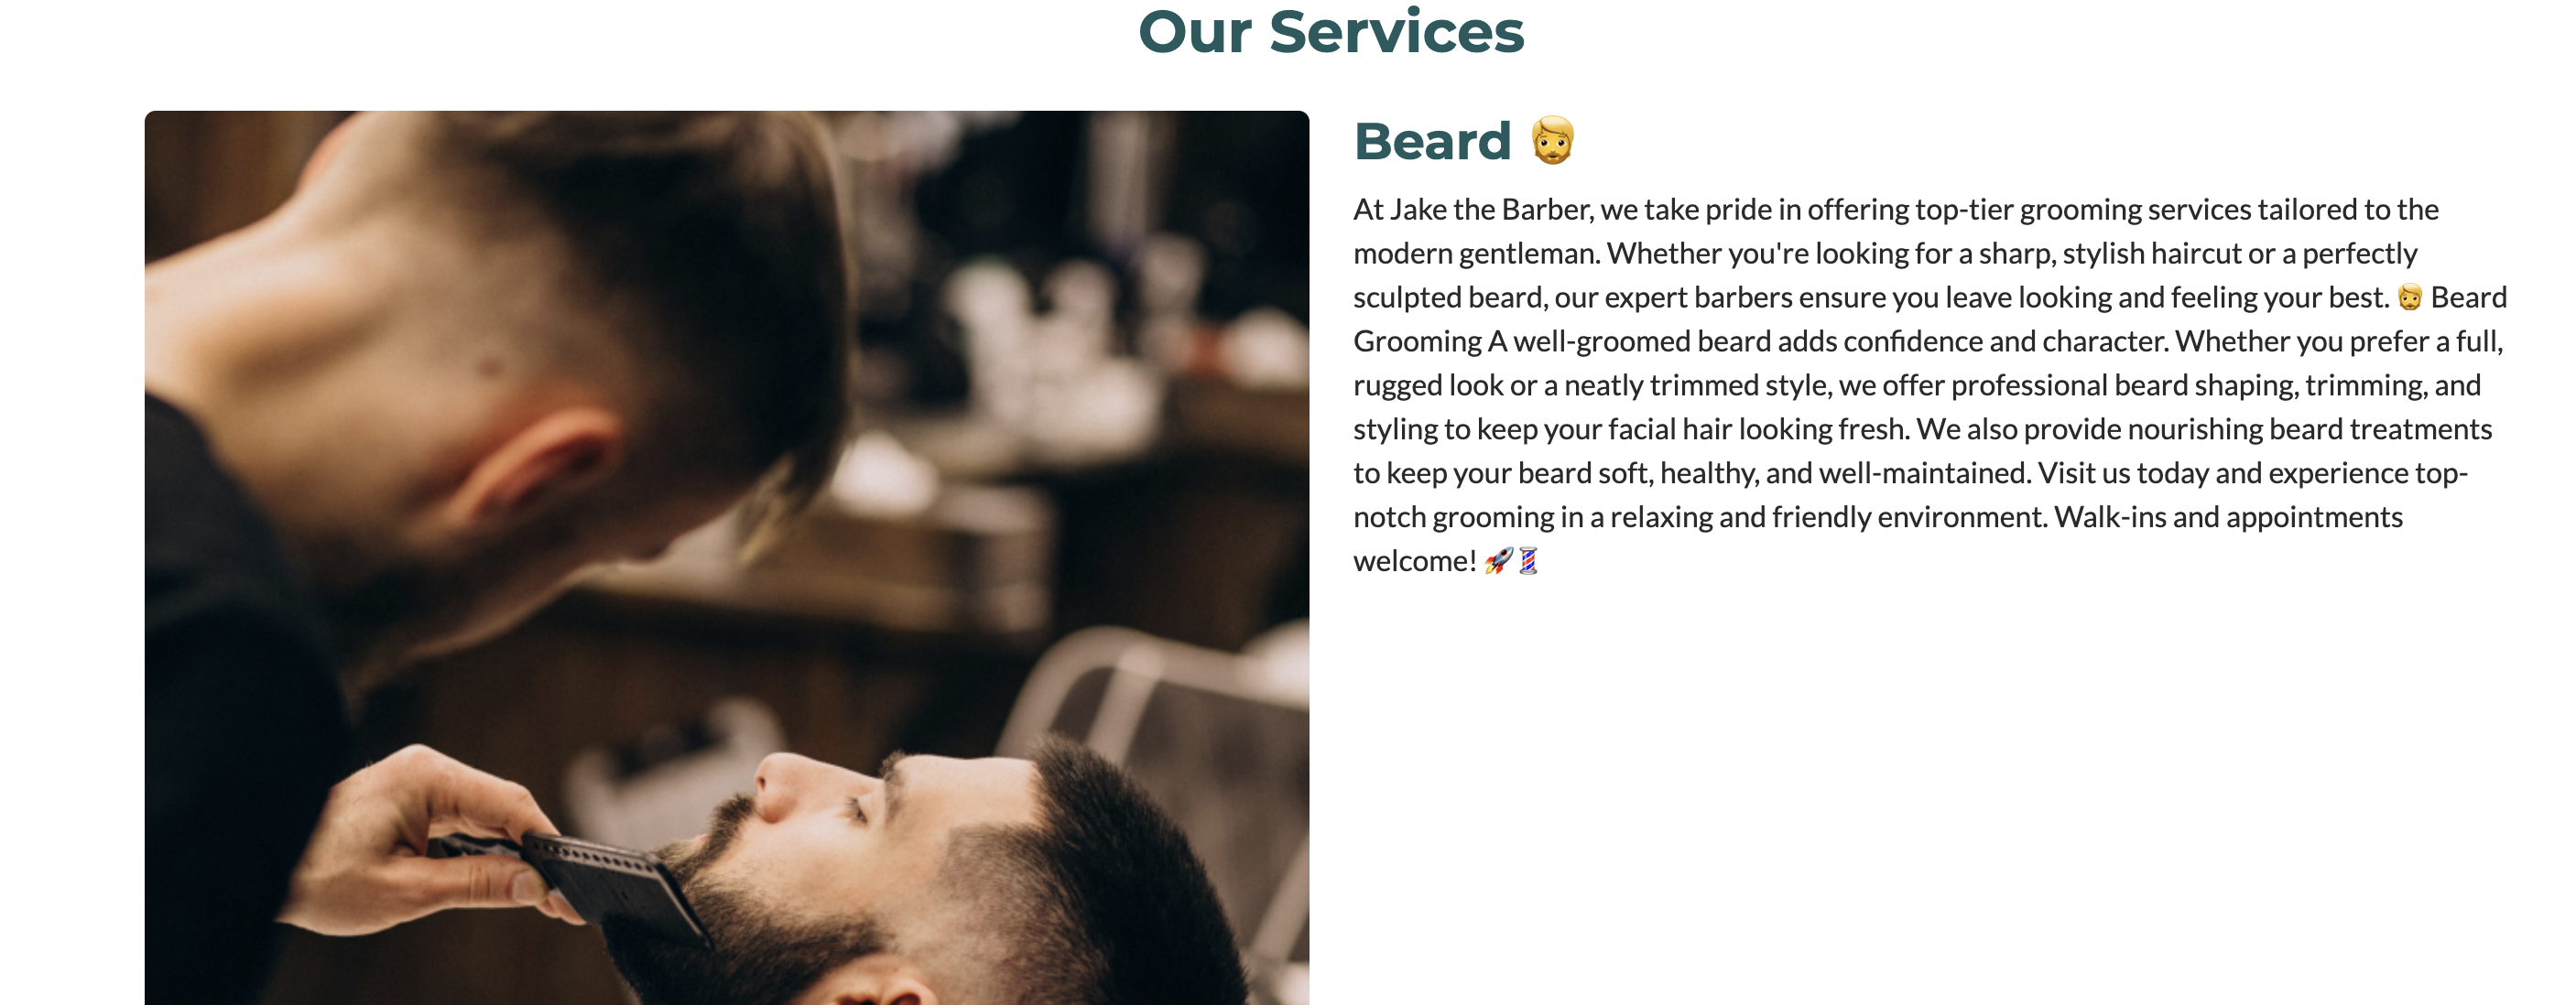 Our Services
Beard 🧔
At Jake the Barber, we take pride in offering top-tier grooming services tailored to the
modern gentleman. Whether you're looking for a sharp, stylish haircut or a perfectly
sculpted beard, our expert barbers ensure you leave looking and feeling your best. 🧔 Beard
Grooming A well-groomed beard adds confidence and character. Whether you prefer a full,
rugged look or a neatly trimmed style, we offer professional beard shaping, trimming, and
styling to keep your facial hair looking fresh. We also provide nourishing beard treatments
to keep your beard soft, healthy, and well-maintained. Visit us today and experience top-
notch grooming in a relaxing and friendly environment. Walk-ins and appointments
welcome! 🚀💈